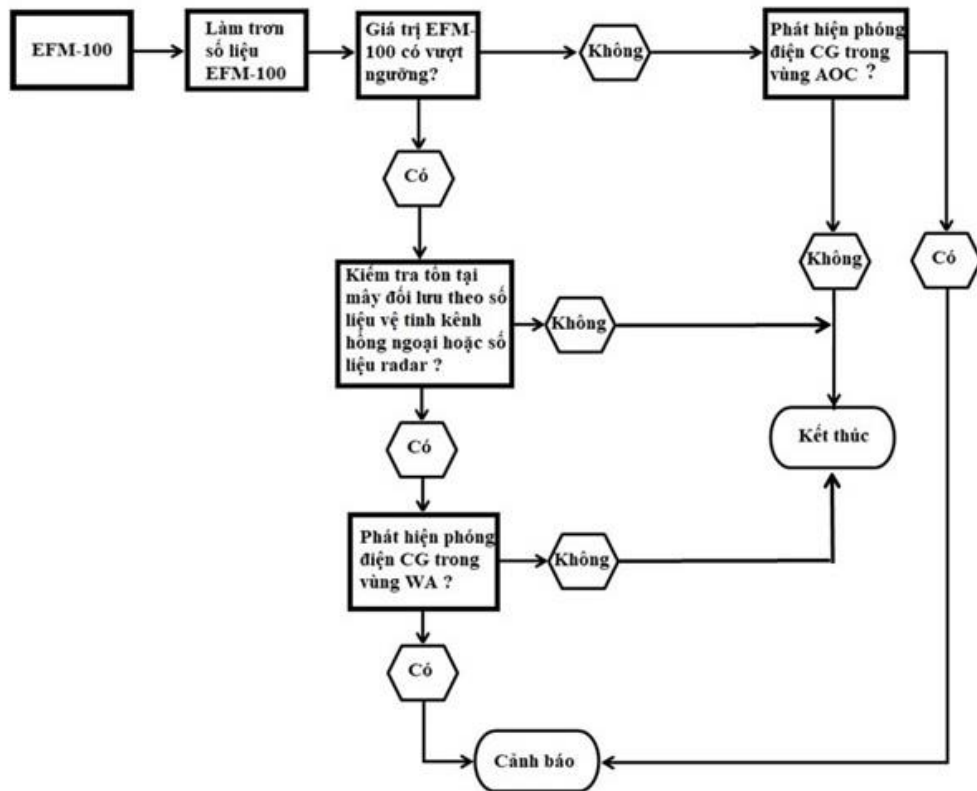 EFM-100
Làm trơn
số liệu
EFM-100
Giá trị EFM-
100 có vượt
ngưỡng?
Không
Phát hiện phóng
điện CG trong
vùng AOC ?
Có
Không
Có
Kiểm tra tồn tại
mây đối lưu theo số
liệu vệ tinh kênh
hồng ngoại hoặc số
liệu radar ?
Không
Kết thúc
Có
Phát hiện phóng
điện CG trong
vùng WA ?
Không
Có
Cảnh báo